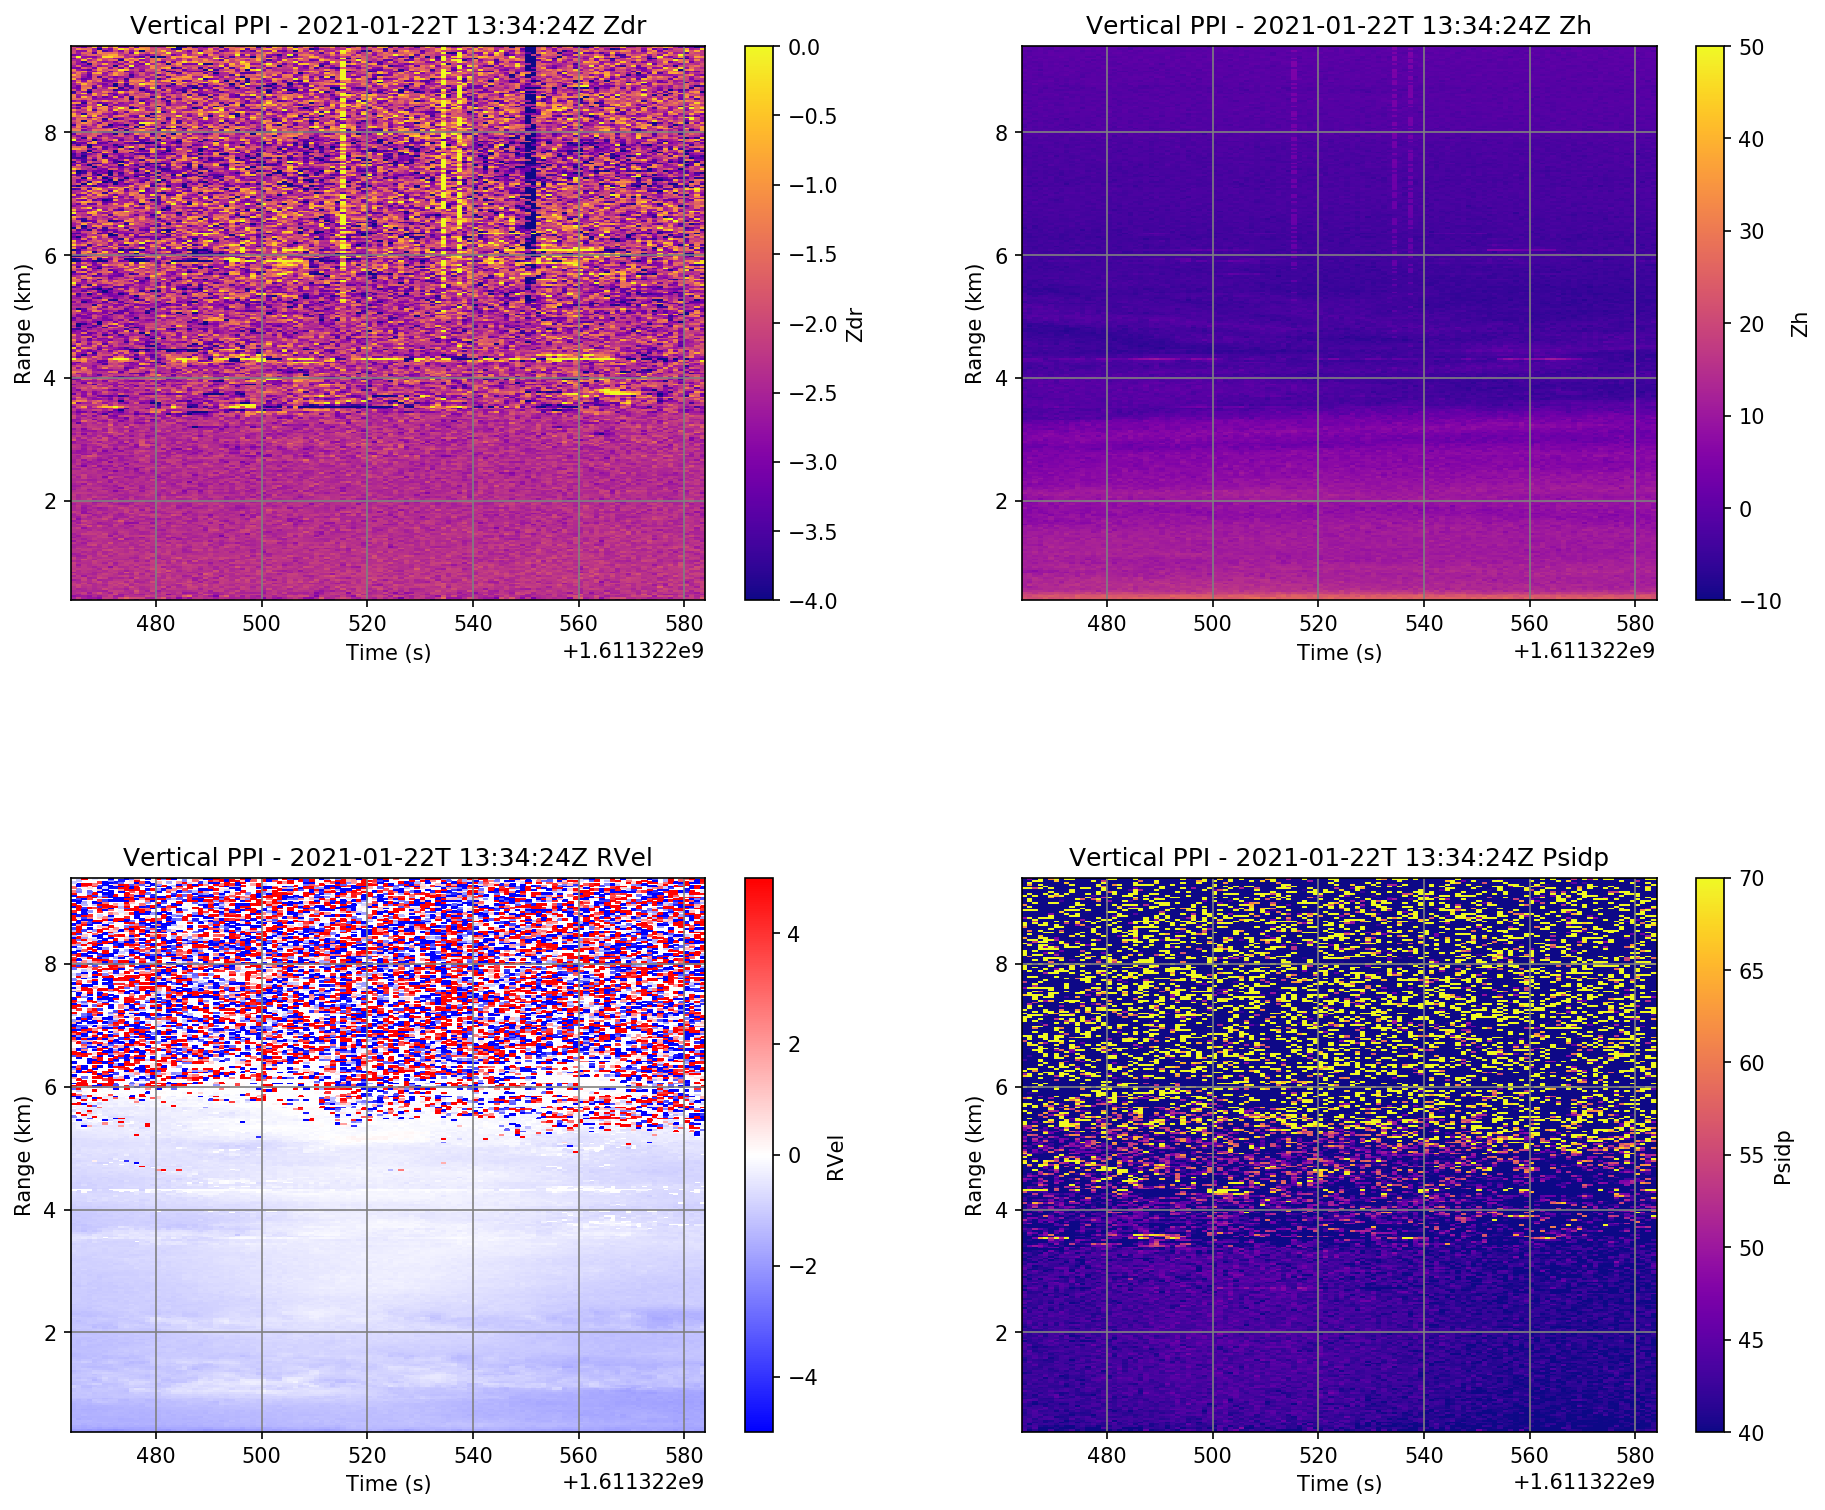 Vertical PPI - 2021-01-22T 13:34:24Z Zdr
Range (km)
8
6
4
2
480 500 520 540 560 580
Time (s)
+1.611322e9
0.0
−0.5
−1.0
−1.5
−2.0
−2.5
−3.0
−3.5
−4.0
Zdr
Vertical PPI - 2021-01-22T 13:34:24Z Zh
Range (km)
8
6
4
2
480 500 520 540 560 580
Time (s)
+1.611322e9
50
40
30
20
10
0
−10
Zh
Vertical PPI - 2021-01-22T 13:34:24Z RVel
Range (km)
8
6
4
2
480 500 520 540 560 580
Time (s)
+1.611322e9
4
2
0
−2
−4
RVel
Vertical PPI - 2021-01-22T 13:34:24Z Psidp
Range (km)
8
6
4
2
480 500 520 540 560 580
Time (s)
+1.611322e9
70
65
60
55
50
45
40
Psidp